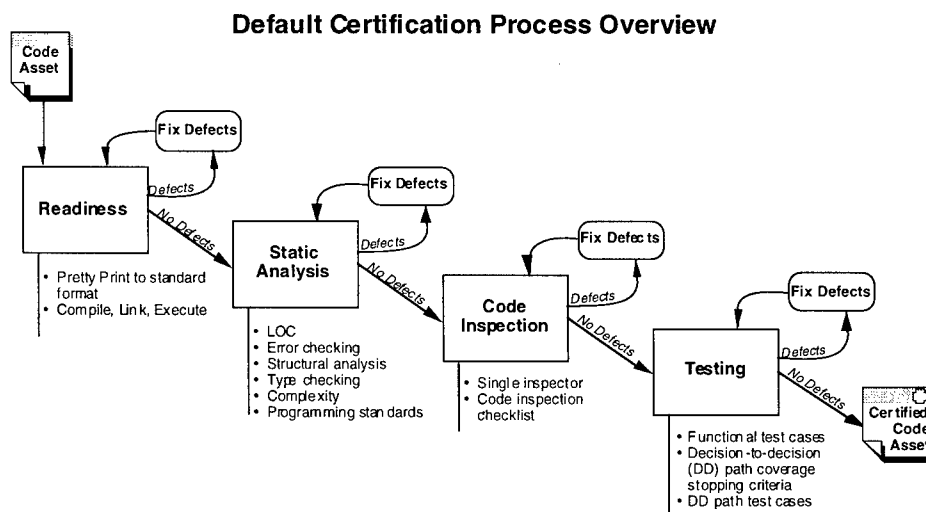 Default Certification Process Overview
Code
Asset
Fix Defects
Defects
Readiness
No Defects
• Pretty Print to standard
format
• Compile, Link, Execute
Fix Defects
Defects
Static
Analysis
No Defects
• LOC
• Error checking
• Structural analysis
• Type checking
• Complexity
• Programming standards
Fix Defects
Defects
Code
Inspection
No Defects
• Single inspector
• Code inspection
checklist
Fix Defects
Defects
Testing
No Defects
• Functional test cases
• Decision-to-decision
(DD) path coverage
stopping criteria
• DD path test cases
Certified
Code
Asset